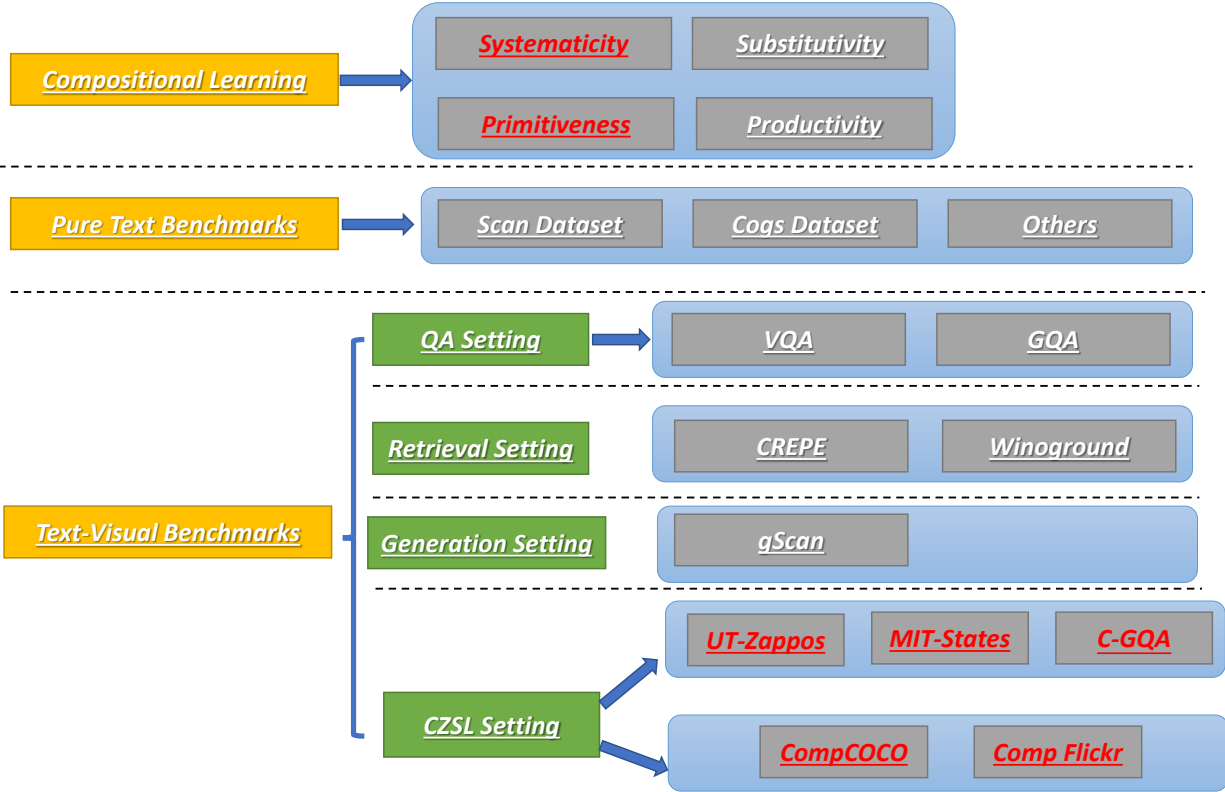 Systematicity
Substitutivity
Compositional Learning
Primitiveness
Productivity
Pure Text Benchmarks
Scan Dataset
Cogs Dataset
Others
QA Setting
VQA
GQA
Retrieval Setting
CREPE
Winoground
Text-Visual Benchmarks
Generation Setting
gScan
UT-Zappos
MIT-States
C-GQA
CZSL Setting
CompCOCO
Comp Flickr